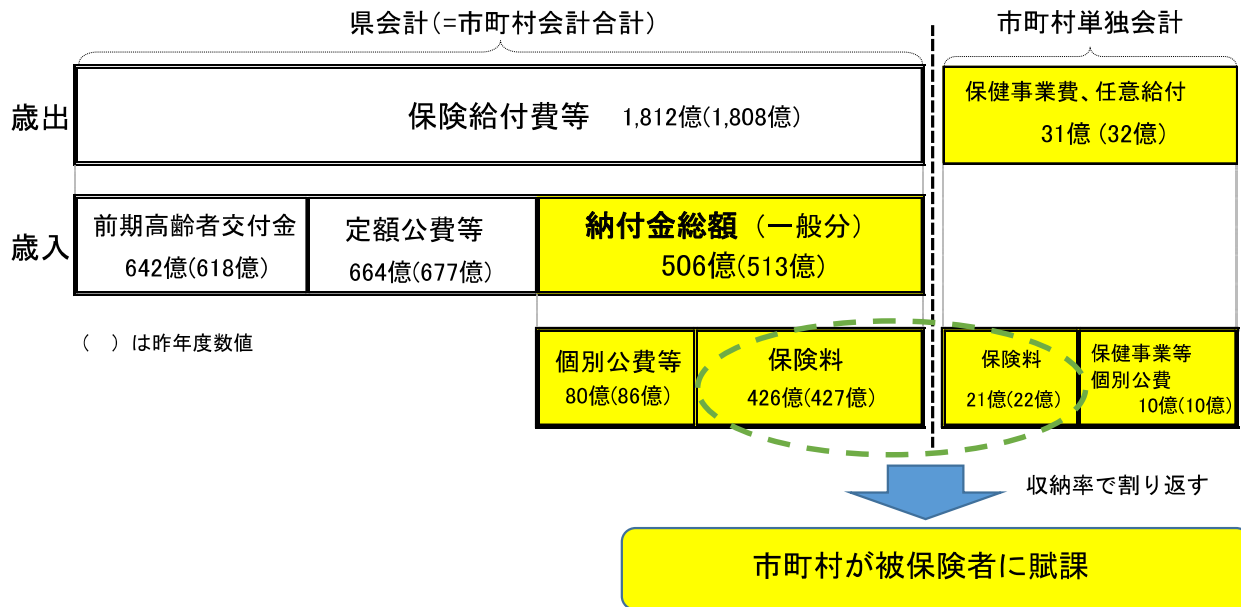 県会計(=市町村会計合計)
市町村単独会計
歳出
保険給付費等 1,812億(1,808億)
保健事業費、任意給付
31億(32億)
歳入
前期高齢者交付金
642億(618億)
定額公費等
664億(677億)
納付金総額（一般分）
506億(513億)
（ ）は昨年度数値
個別公費等
80億(86億)
保険料
426億(427億)
保険料
21億(22億)
保健事業等
個別公費
10億(10億)
収納率で割り返す
市町村が被保険者に賦課